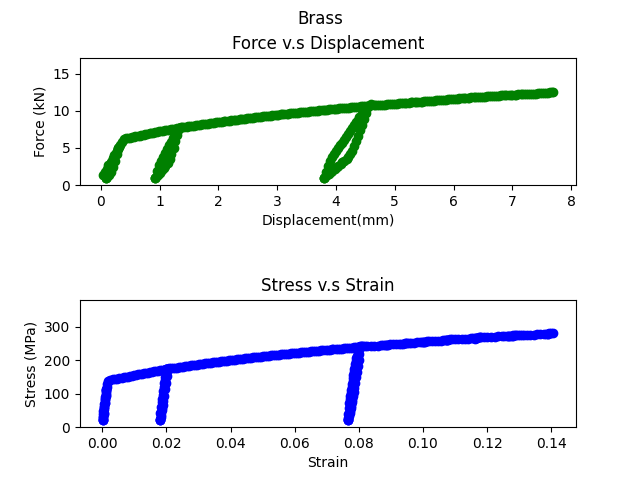 Brass
Force v.s Displacement
Force (kN)
15
10
5
0
0 1 2 3 4 5 6 7 8
Displacement(mm)
Stress v.s Strain
Stress (MPa)
300
200
100
0
0.00 0.02 0.04 0.06 0.08 0.10 0.12 0.14
Strain